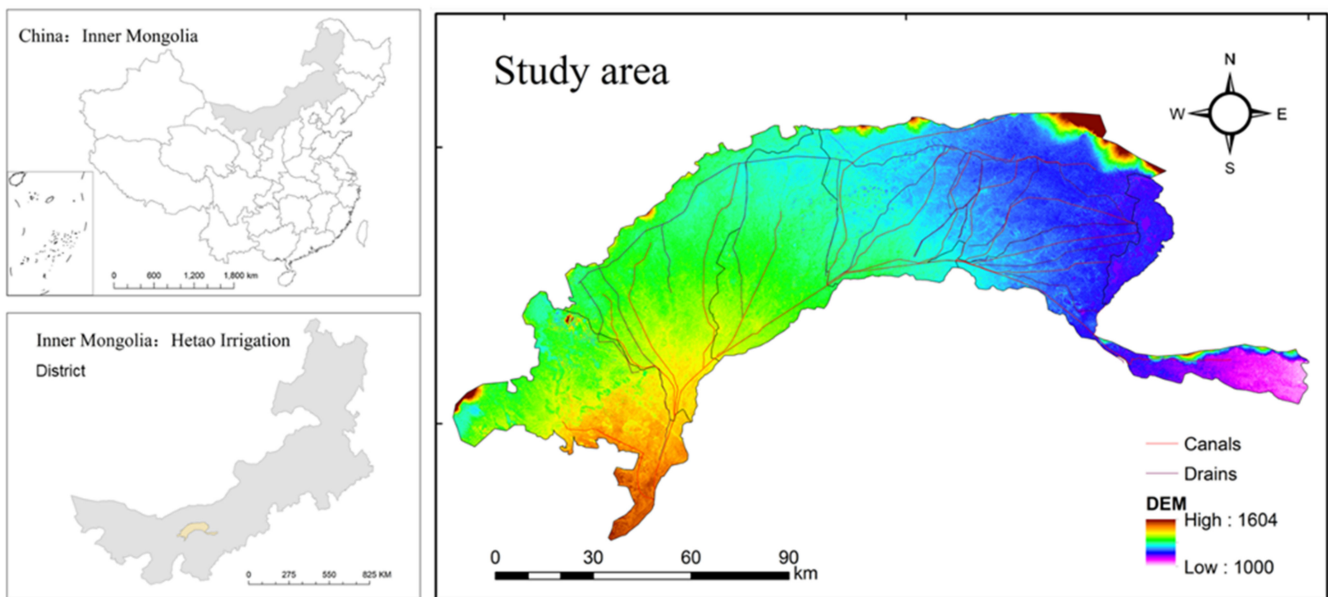 China: Inner Mongolia
0 600 1,200 1,800 km
Inner Mongolia: Hetao Irrigation
District
0 275 550 825 KM
Study area
N
W E
S
Canals
Drains
DEM
High : 1604
Low : 1000
0 30 60 90
km